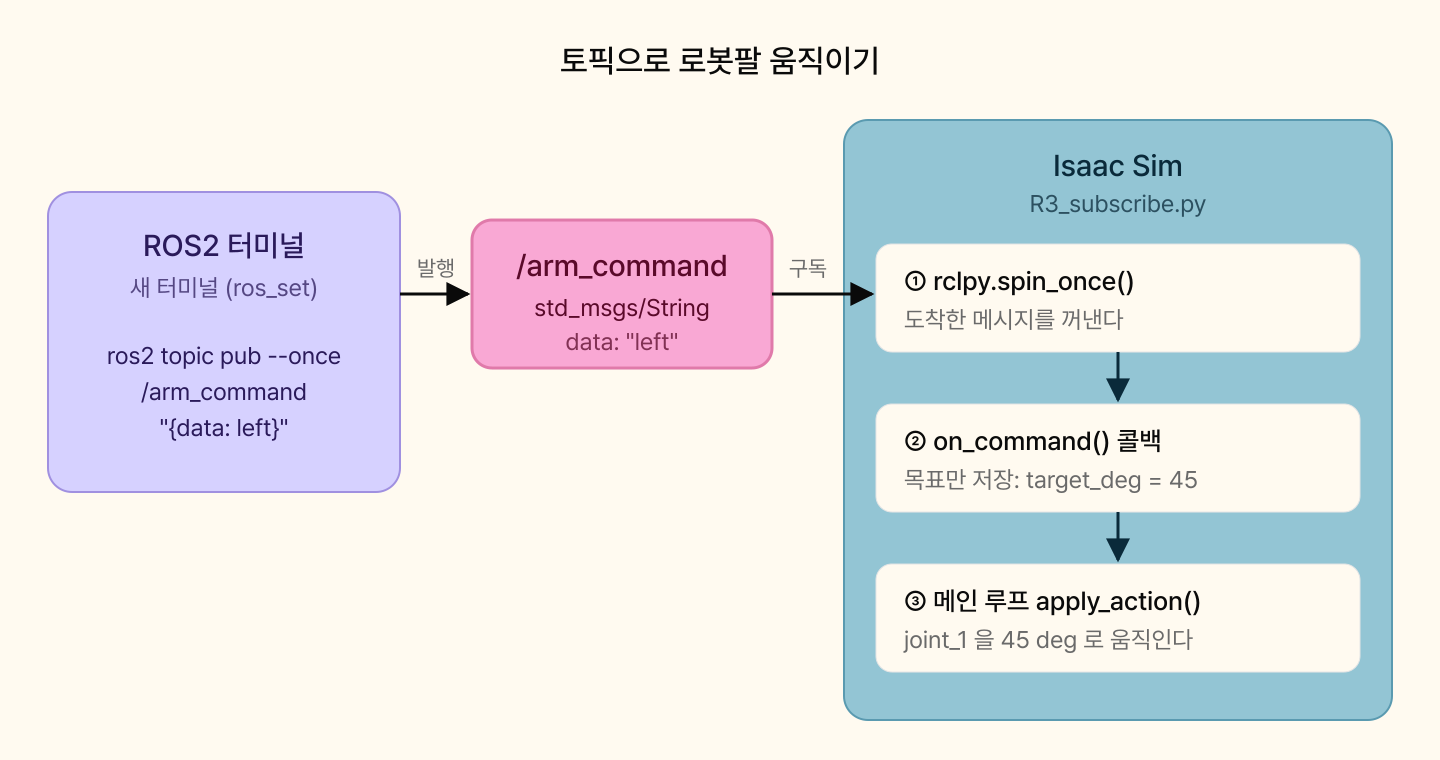 토픽으로 로봇팔 움직이기
ROS2 터미널
새 터미널 (ros_set)
ros2 topic pub --once
/arm_command
"{data: left}"
발행
/arm_command
std_msgs/String
data: "left"
구독
Isaac Sim
R3_subscribe.py
① rclpy.spin_once()
도착한 메시지를 꺼낸다
② on_command() 콜백
목표만 저장: target_deg = 45
③ 메인 루프 apply_action()
joint_1 을 45 deg 로 움직인다